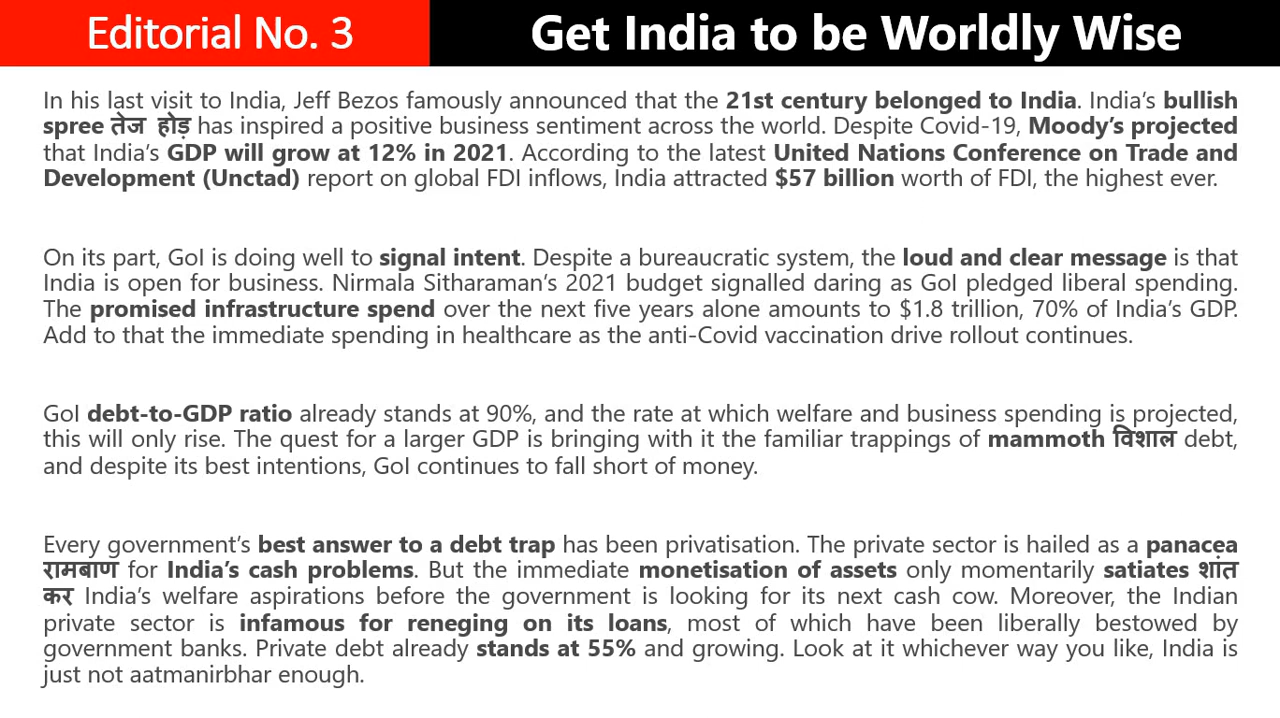 Editorial No. 3
Get India to be Worldly Wise
In his last visit to India, Jeff Bezos famously announced that the 21st century belonged to India. India’s bullish
spree तेज होड़ has inspired a positive business sentiment across the world. Despite Covid-19, Moody’s projected
that India’s GDP will grow at 12% in 2021. According to the latest United Nations Conference on Trade and
Development (Unctad) report on global FDI inflows, India attracted $57 billion worth of FDI, the highest ever.
On its part, GoI is doing well to signal intent. Despite a bureaucratic system, the loud and clear message is that
India is open for business. Nirmala Sitharaman’s 2021 budget signalled daring as GoI pledged liberal spending.
The promised infrastructure spend over the next five years alone amounts to $1.8 trillion, 70% of India’s GDP.
Add to that the immediate spending in healthcare as the anti-Covid vaccination drive rollout continues.
GoI debt-to-GDP ratio already stands at 90%, and the rate at which welfare and business spending is projected,
this will only rise. The quest for a larger GDP is bringing with it the familiar trappings of mammoth विशाल debt,
and despite its best intentions, GoI continues to fall short of money.
Every government’s best answer to a debt trap has been privatisation. The private sector is hailed as a panacea
रामबाण for India’s cash problems. But the immediate monetisation of assets only momentarily satiates शांत
कर India’s welfare aspirations before the government is looking for its next cash cow. Moreover, the Indian
private sector is infamous for reneging on its loans, most of which have been liberally bestowed by
government banks. Private debt already stands at 55% and growing. Look at it whichever way you like, India is
just not aatmanirbhar enough.